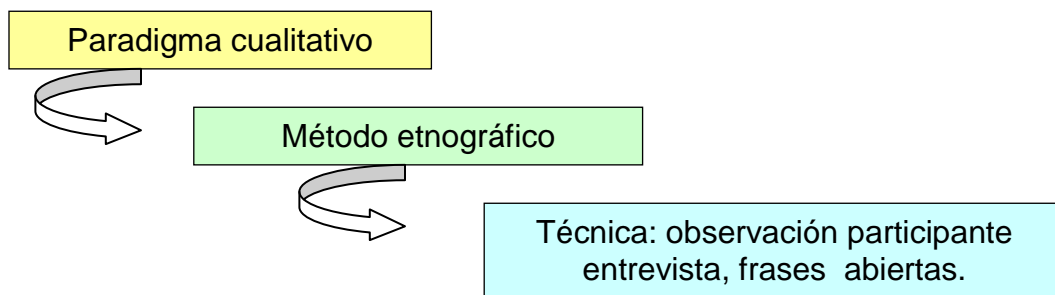 Paradigma cualitativo
Método etnográfico
Técnica: observación participante
entrevista, frases  abiertas.